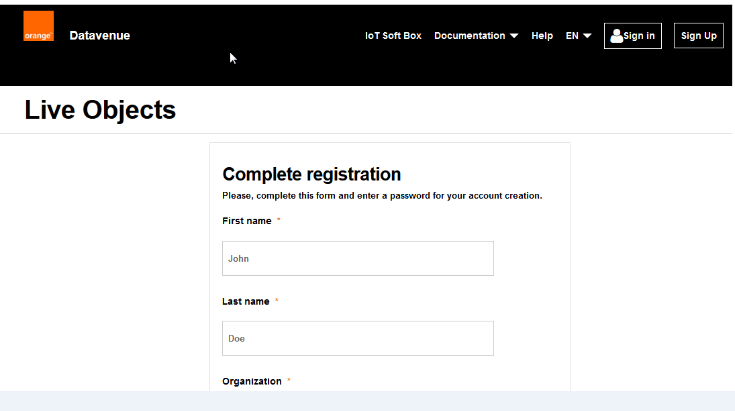 orange
Datavenue
IoT Soft Box Documentation Help EN Sign in Sign Up
Live Objects
Complete registration
Please, complete this form and enter a password for your account creation.
First name *
John
Last name *
Doe
Organization *